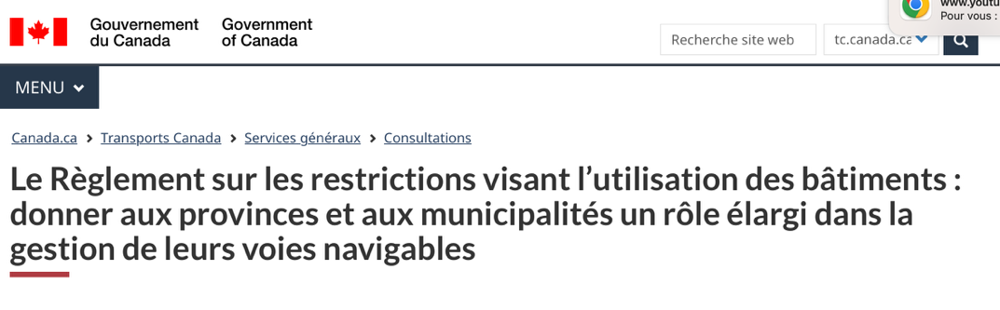 Gouvernement du Canada
Government of Canada
www.youtu
Pour vous :
Recherche site web
tc.canada.ca
MENU
Canada.ca > Transports Canada > Services généraux > Consultations
Le Règlement sur les restrictions visant l’utilisation des bâtiments :
donner aux provinces et aux municipalités un rôle élargi dans la
gestion de leurs voies navigables